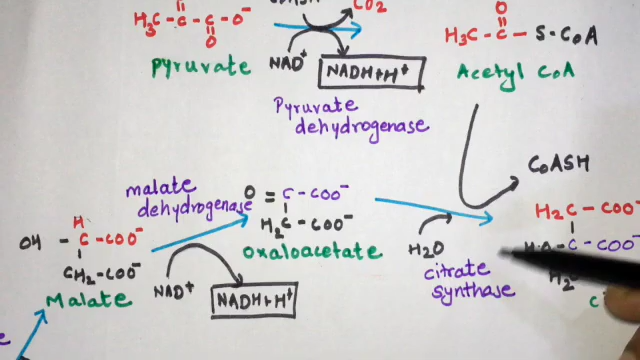 CO2
H3C - C - C - O-
O
NAD+
NADH + H+
pyruvate
Pyruvate
dehydrogenase
O
H3C - C - S - CoA
Acetyl CoA
CoASH
malate
dehydrogenase
O = C - COO-
H2C - COO-
oxaloacetate
H
OH - C - COO-
CH2 - COO-
Malate
NAD+
NADH + H+
H2O
citrate
synthase
H2C - COO-
C - COO-